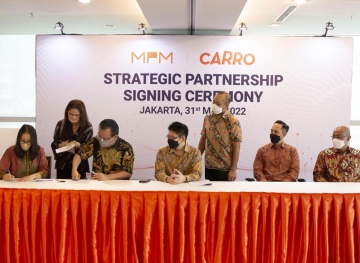 MPM CARRO
STRATEGIC PARTNERSHIP
SIGNING CEREMONY
JAKARTA, 31st 2022